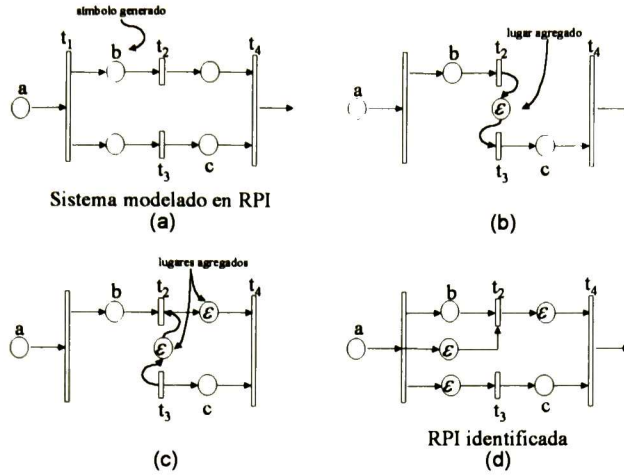 símbolo generado
t1 b t2 t4
a
t3 c
Sistema modelado en RPI
(a)
lugar agregado
t4
b t2
a
ε
t3 c
(b)
lugares agregados
t4
b t2
ε
a
ε
t3 c
(c)
t4
b t2
ε
a
ε
ε
t3 c
RPI identificada
(d)